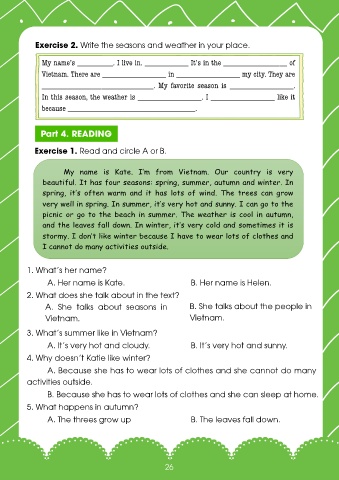 Exercise 2. Write the seasons and weather in your place.
My name's __________. I live in. ____________ It's in the __________________ of
Vietnam. There are __________________ in __________________ my city. They are
________________________________. My favorite season is __________________.
In this season, the weather is __________________, I __________________ like it
because ____________________________________.
Part 4. READING
Exercise 1. Read and circle A or B.
My name is Kate. I'm from Vietnam. Our country is very
beautiful. It has four seasons: spring, summer, autumn and winter. In
spring, it's often warm and it has lots of wind. The trees can grow
very well in spring. In summer, it's very hot and sunny. I can go to the
picnic or go to the beach in summer. The weather is cool in autumn,
and the leaves fall down. In winter, it's very cold and sometimes it is
stormy. I don't like winter because I have to wear lots of clothes and
I cannot do many activities outside.
1. What's her name?
A. Her name is Kate. B. Her name is Helen.
2. What does she talk about in the text?
A. She talks about seasons in Vietnam. B. She talks about the people in Vietnam.
3. What's summer like in Vietnam?
A. It's very hot and cloudy. B. It's very hot and sunny.
4. Why doesn't Katie like winter?
A. Because she has to wear lots of clothes and she cannot do many
activities outside.
B. Because she has to wear lots of clothes and she can sleep at home.
5. What happens in autumn?
A. The threes grow up B. The leaves fall down.
26